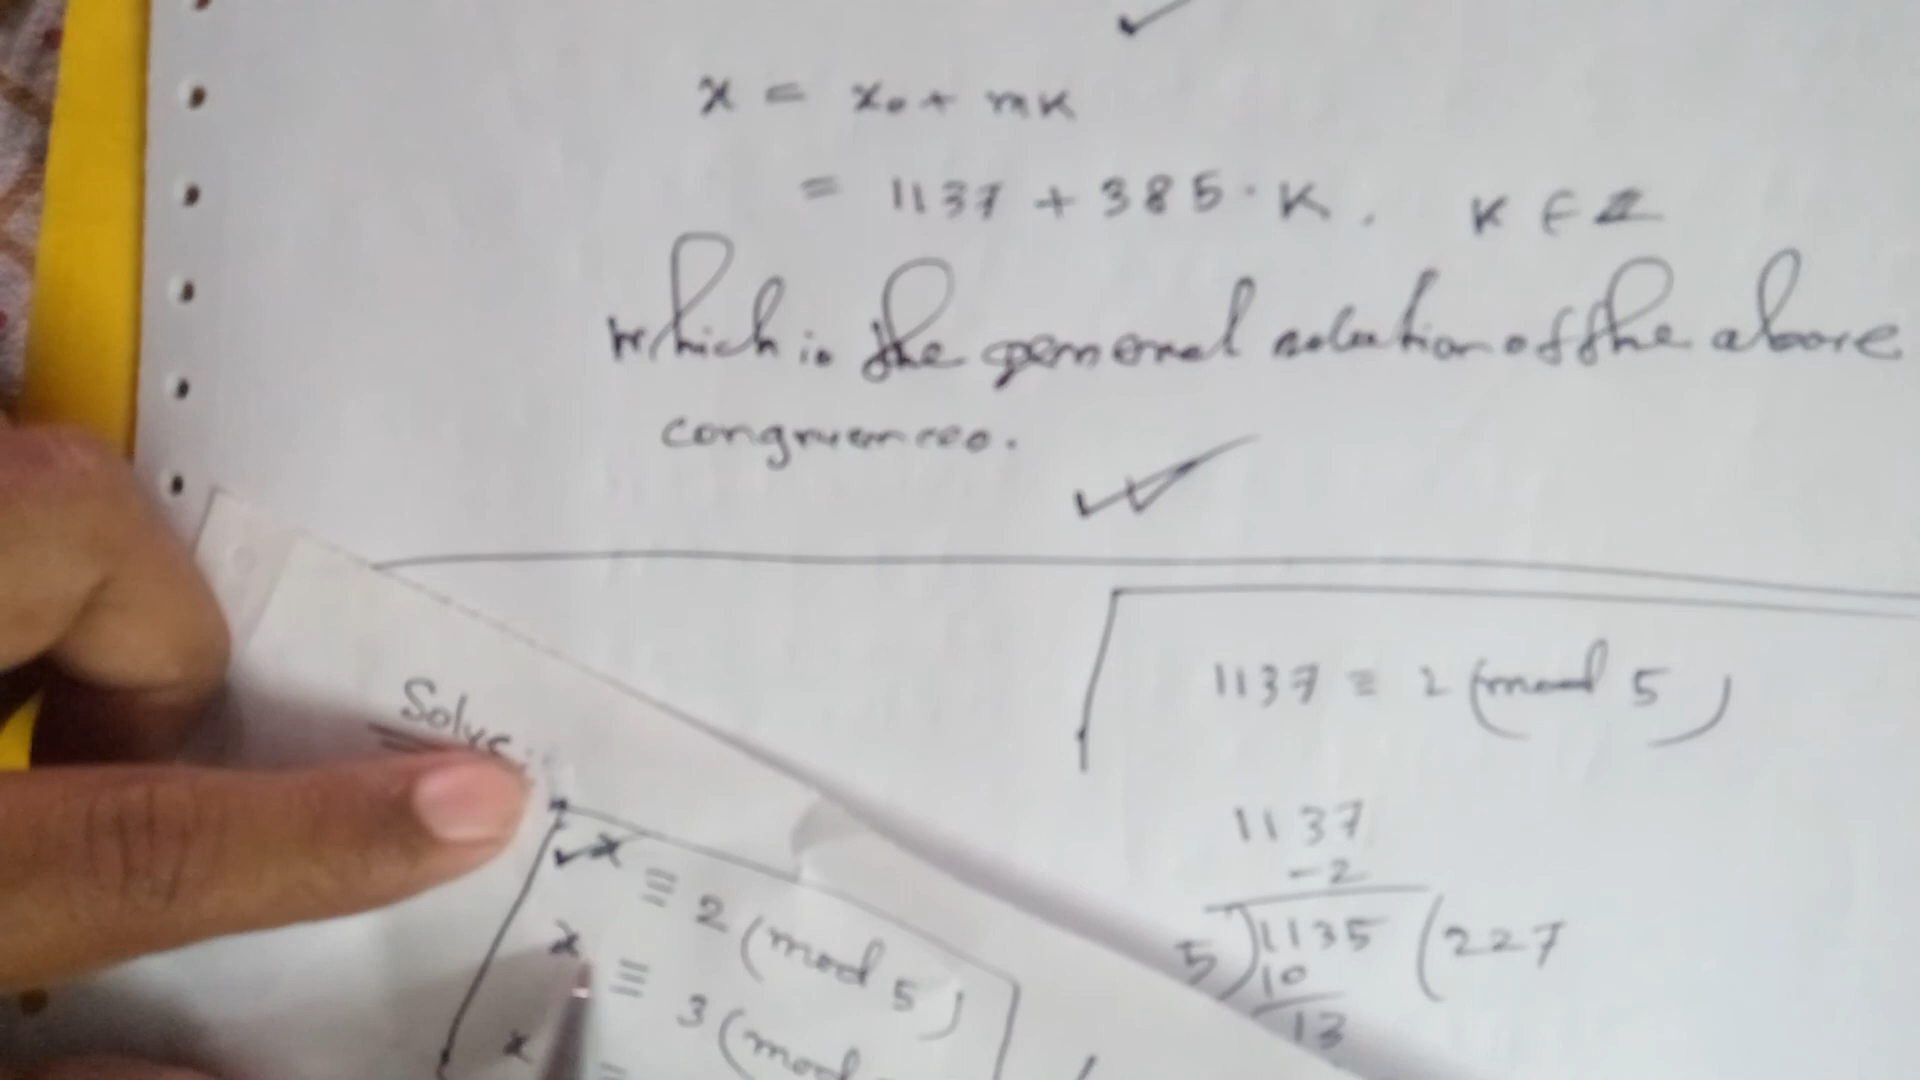 x = x₀ + mK
= 1137 + 385·K. K ∈ Z
which is the general solution of the above
congruences.
1137 ≡ 2 (mod 5)
1137
-2
5)1135(227
10
13
Solve:
x ≡ 2 (mod 5)
x ≡ 3 (mod
x ≡